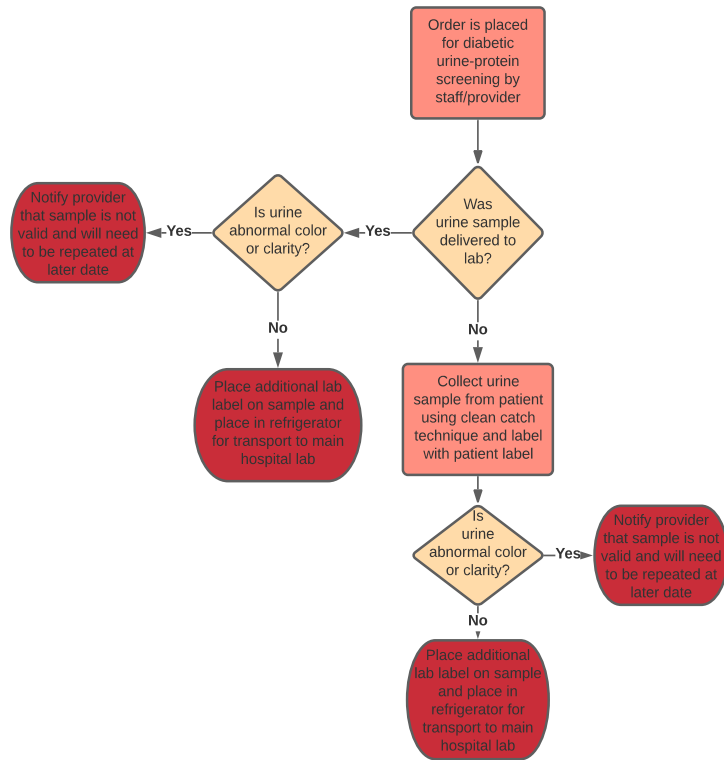 Order is placed
for diabetic
urine-protein
screening by
staff/provider
Was
urine sample
delivered to
lab?
Yes
Is urine
abnormal color
or clarity?
Yes
Notify provider
that sample is not
valid and will need
to be repeated at
later date
No
Place additional lab
label on sample and
place in refrigerator
for transport to main
hospital lab
No
Collect urine
sample from patient
using clean catch
technique and label
with patient label
Is
urine
abnormal color
or clarity?
Yes
Notify provider
that sample is not
valid and will need
to be repeated at
later date
No
Place additional
lab label on sample
and place in
refrigerator for
transport to main
hospital lab